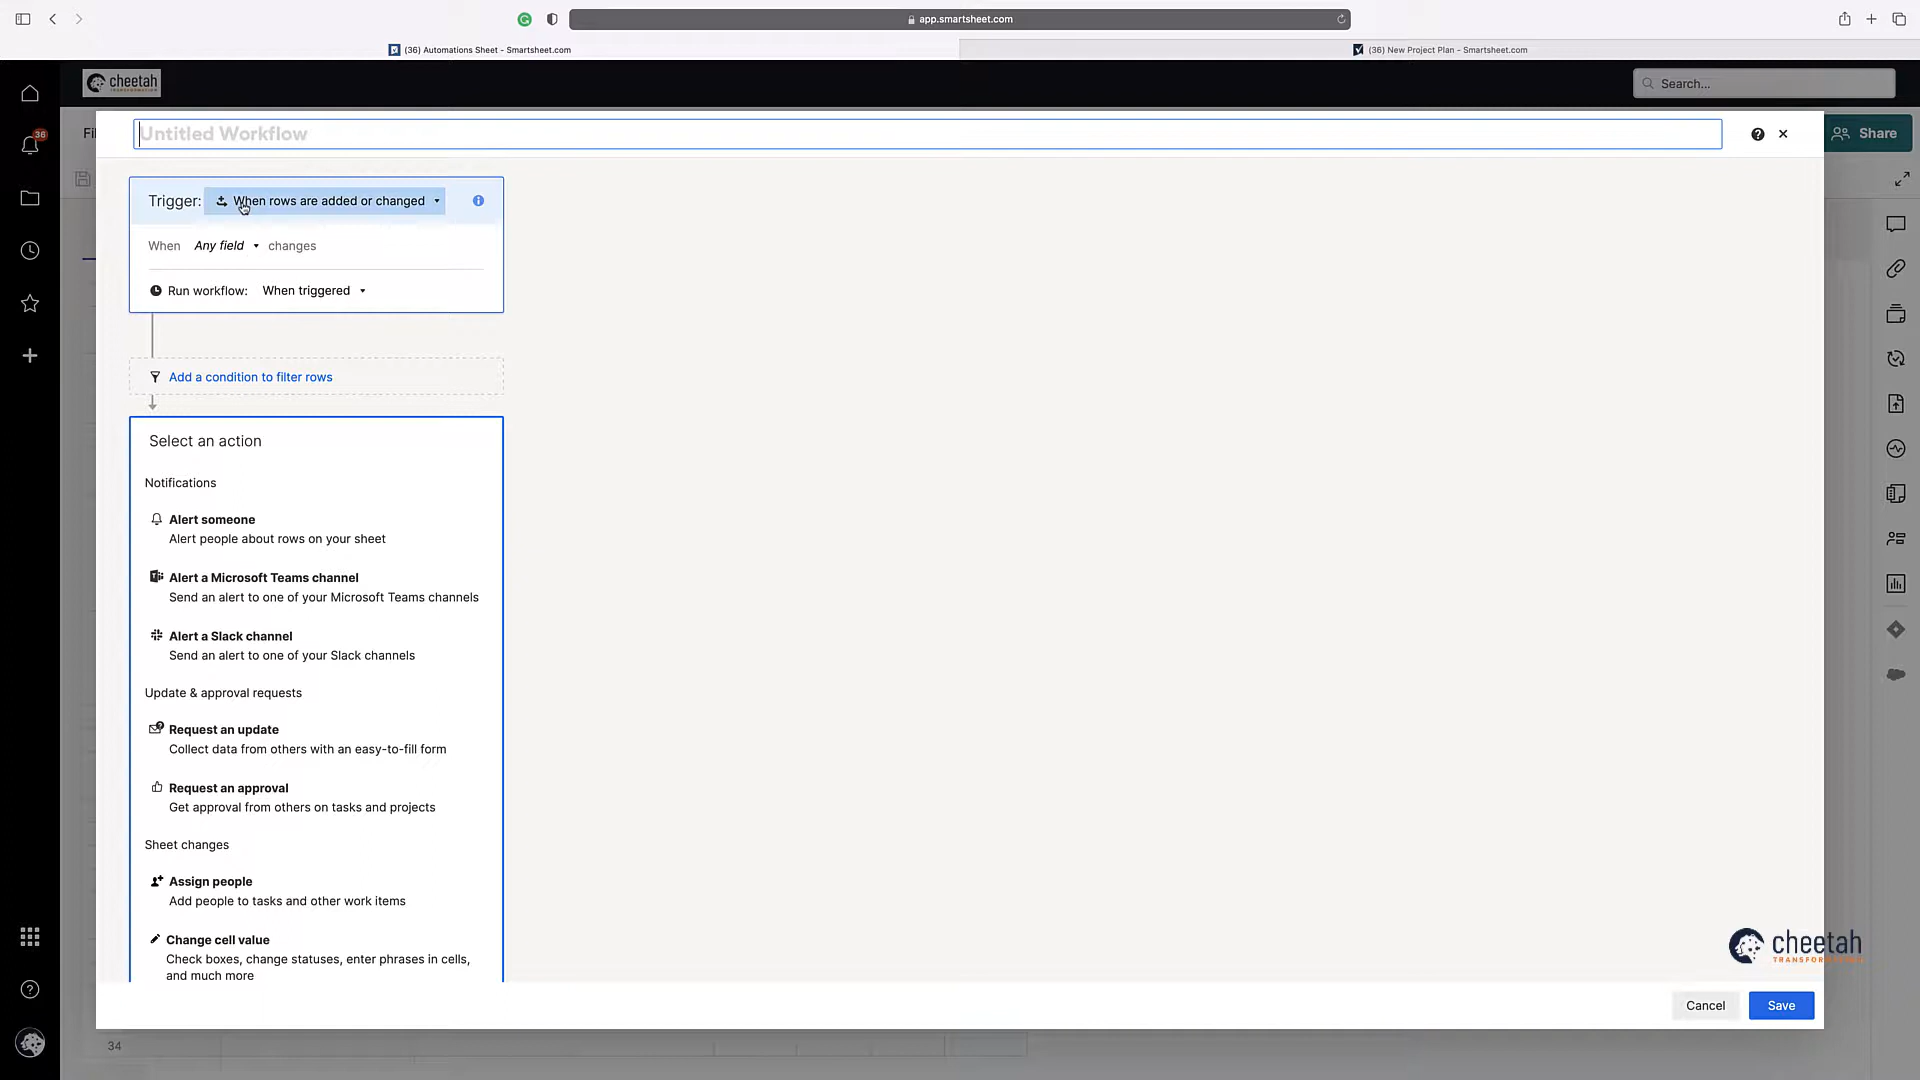 app.smartsheet.com
(36) Automations Sheet - Smartsheet.com
(36) New Project Plan - Smartsheet.com
cheetah
Search...
36
Untitled Workflow
Share
Trigger: When rows are added or changed
When Any field changes
Run workflow: When triggered
Add a condition to filter rows
Select an action
Notifications
Alert someone
Alert people about rows on your sheet
Alert a Microsoft Teams channel
Send an alert to one of your Microsoft Teams channels
Alert a Slack channel
Send an alert to one of your Slack channels
Update & approval requests
Request an update
Collect data from others with an easy-to-fill form
Request an approval
Get approval from others on tasks and projects
Sheet changes
Assign people
Add people to tasks and other work items
Change cell value
Check boxes, change statuses, enter phrases in cells,
and much more
cheetah
Cancel
Save
34